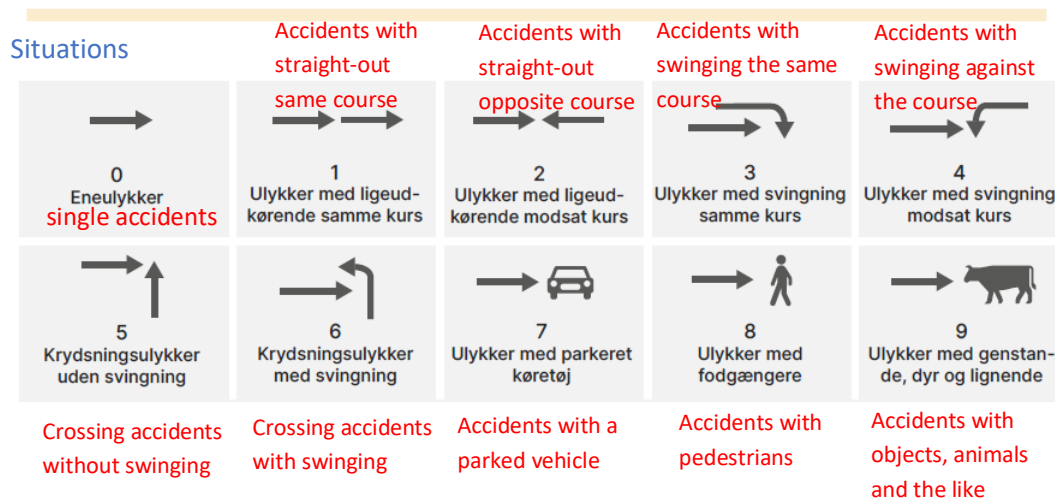 Situations
Accidents with
straight-out
same course
Accidents with
straight-out
opposite course
Accidents with
swinging the same
course
Accidents with
swinging against
the course
0
Eneulykker
single accidents
1
Ulykker med ligeud-
kørende samme kurs
2
Ulykker med ligeud-
kørende modsat kurs
3
Ulykker med svingning
samme kurs
4
Ulykker med svingning
modsat kurs
5
Krydsningsulykker
uden svingning
6
Krydsningsulykker
med svingning
7
Ulykker med parkeret
køretøj
8
Ulykker med
fodgængere
9
Ulykker med genstan-
de, dyr og lignende
Crossing accidents
without swinging
Crossing accidents
with swinging
Accidents with a
parked vehicle
Accidents with
pedestrians
Accidents with
objects, animals
and the like